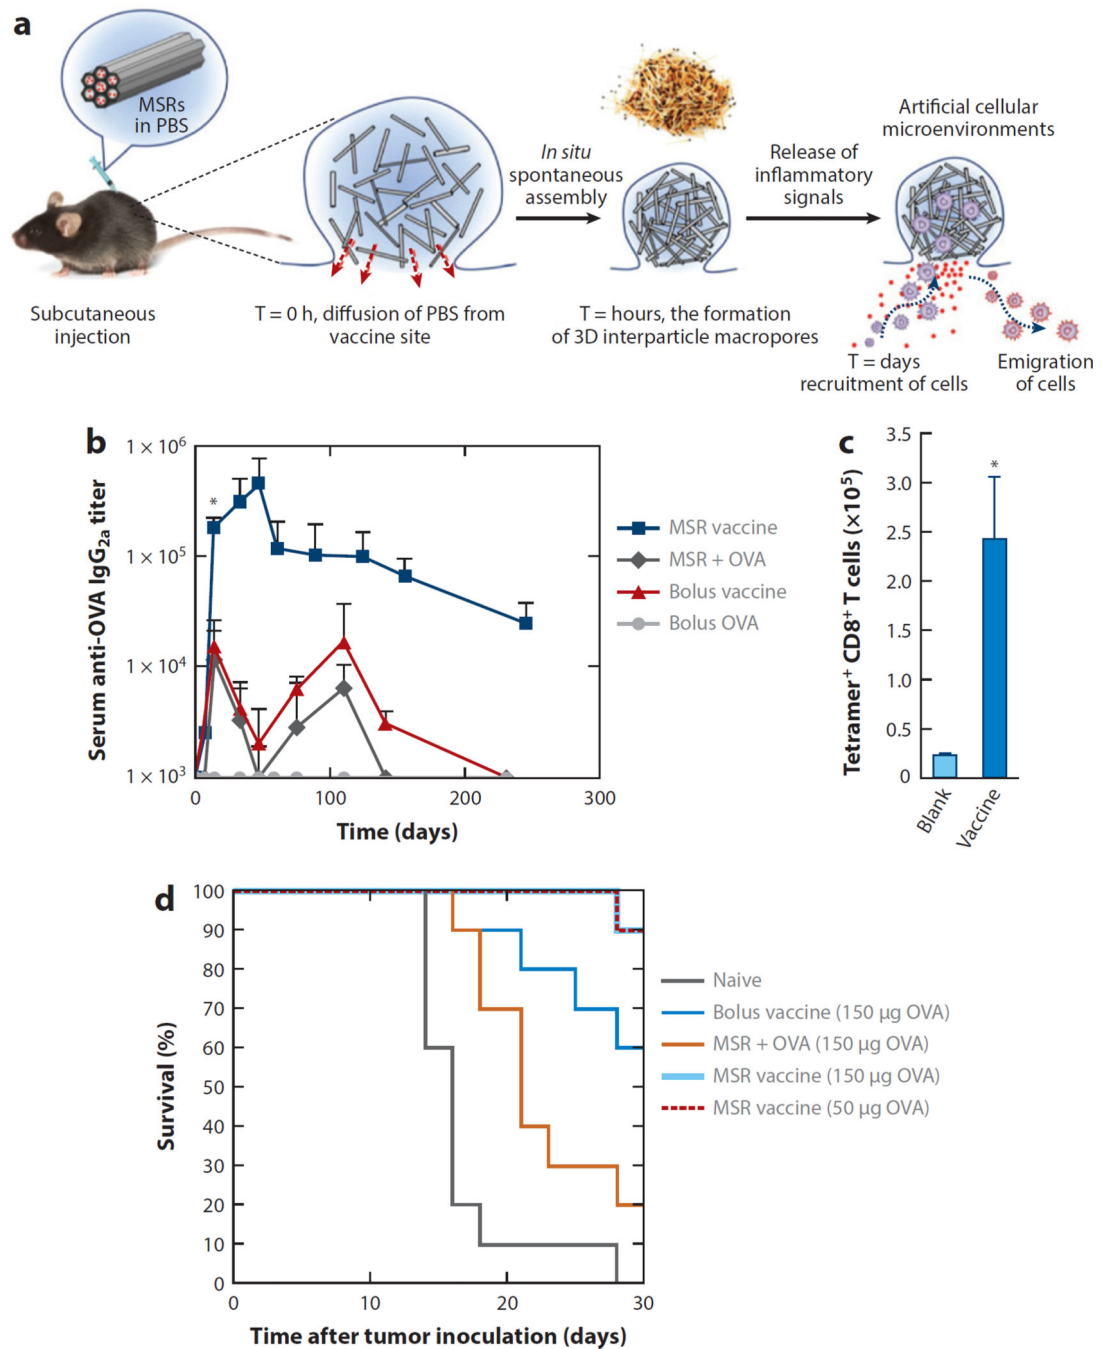 a
MSRs
in PBS
Subcutaneous
injection
T = 0 h, diffusion of PBS from
vaccine site
In situ
spontaneous
assembly
T = hours, the formation
of 3D interparticle macropores
Release of
inflammatory
signals
Artificial cellular
microenvironments
T = days
recruitment of cells
Emigration
of cells
b
Serum anti-OVA IgG2a titer
1 × 10⁶
1 × 10⁵
1 × 10⁴
1 × 10³
*
0
100
200
300
Time (days)
MSR vaccine
MSR + OVA
Bolus vaccine
Bolus OVA
c
Tetramer⁺ CD8⁺ T cells (×10⁵)
3.5
3.0
2.5
2.0
1.5
1.0
0.5
0
*
Blank
Vaccine
d
Survival (%)
100
90
80
70
60
50
40
30
20
10
0
0
10
20
30
Time after tumor inoculation (days)
Naive
Bolus vaccine (150 μg OVA)
MSR + OVA (150 μg OVA)
MSR vaccine (150 μg OVA)
MSR vaccine (50 μg OVA)